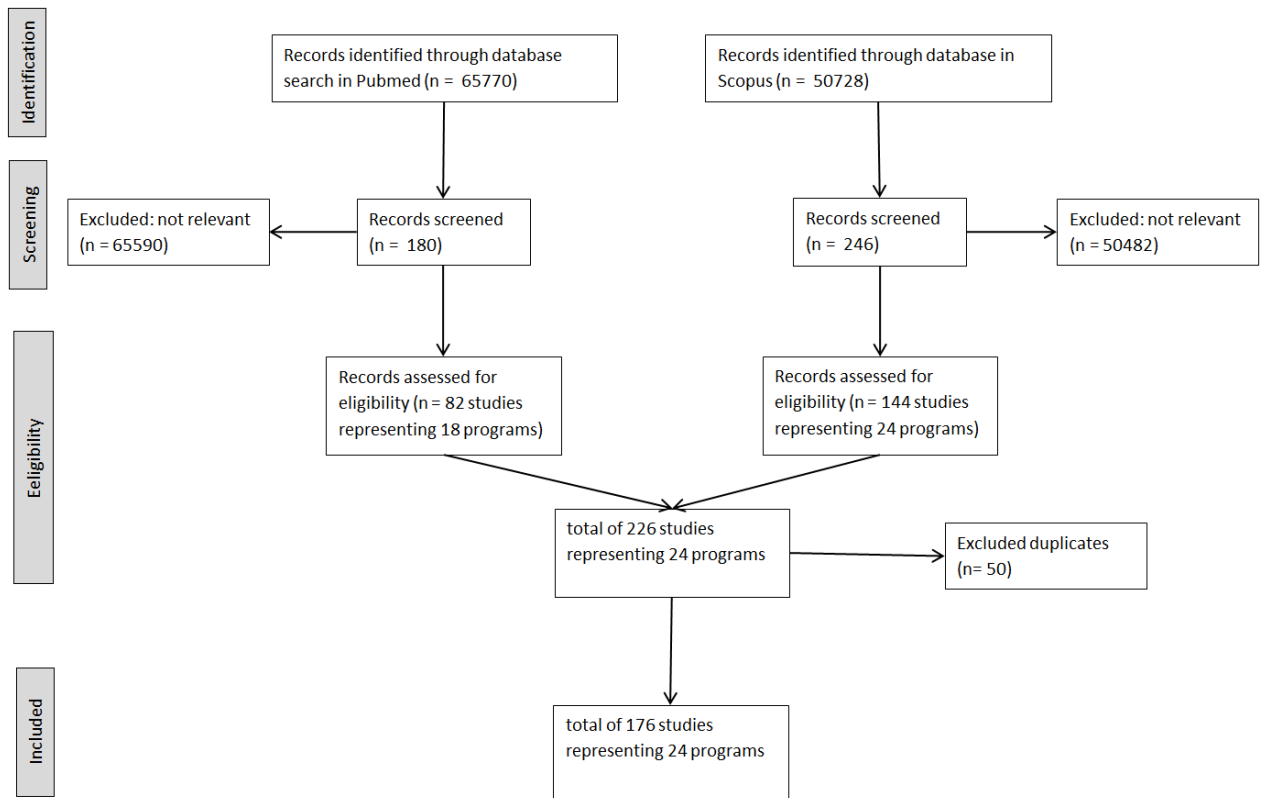 Identification
Records identified through database
search in Pubmed (n =  65770)
Records identified through database in
Scopus (n =  50728)
Screening
Excluded: not relevant
(n = 65590)
Records screened
(n =  180)
Records screened
(n =  246)
Excluded: not relevant
(n = 50482)
Eeligibility
Records assessed for
eligibility (n = 82 studies
representing 18 programs)
Records assessed for
eligibility (n = 144 studies
representing 24 programs)
total of 226 studies
representing 24 programs
Excluded duplicates
(n= 50)
Included
total of 176 studies
representing 24 programs